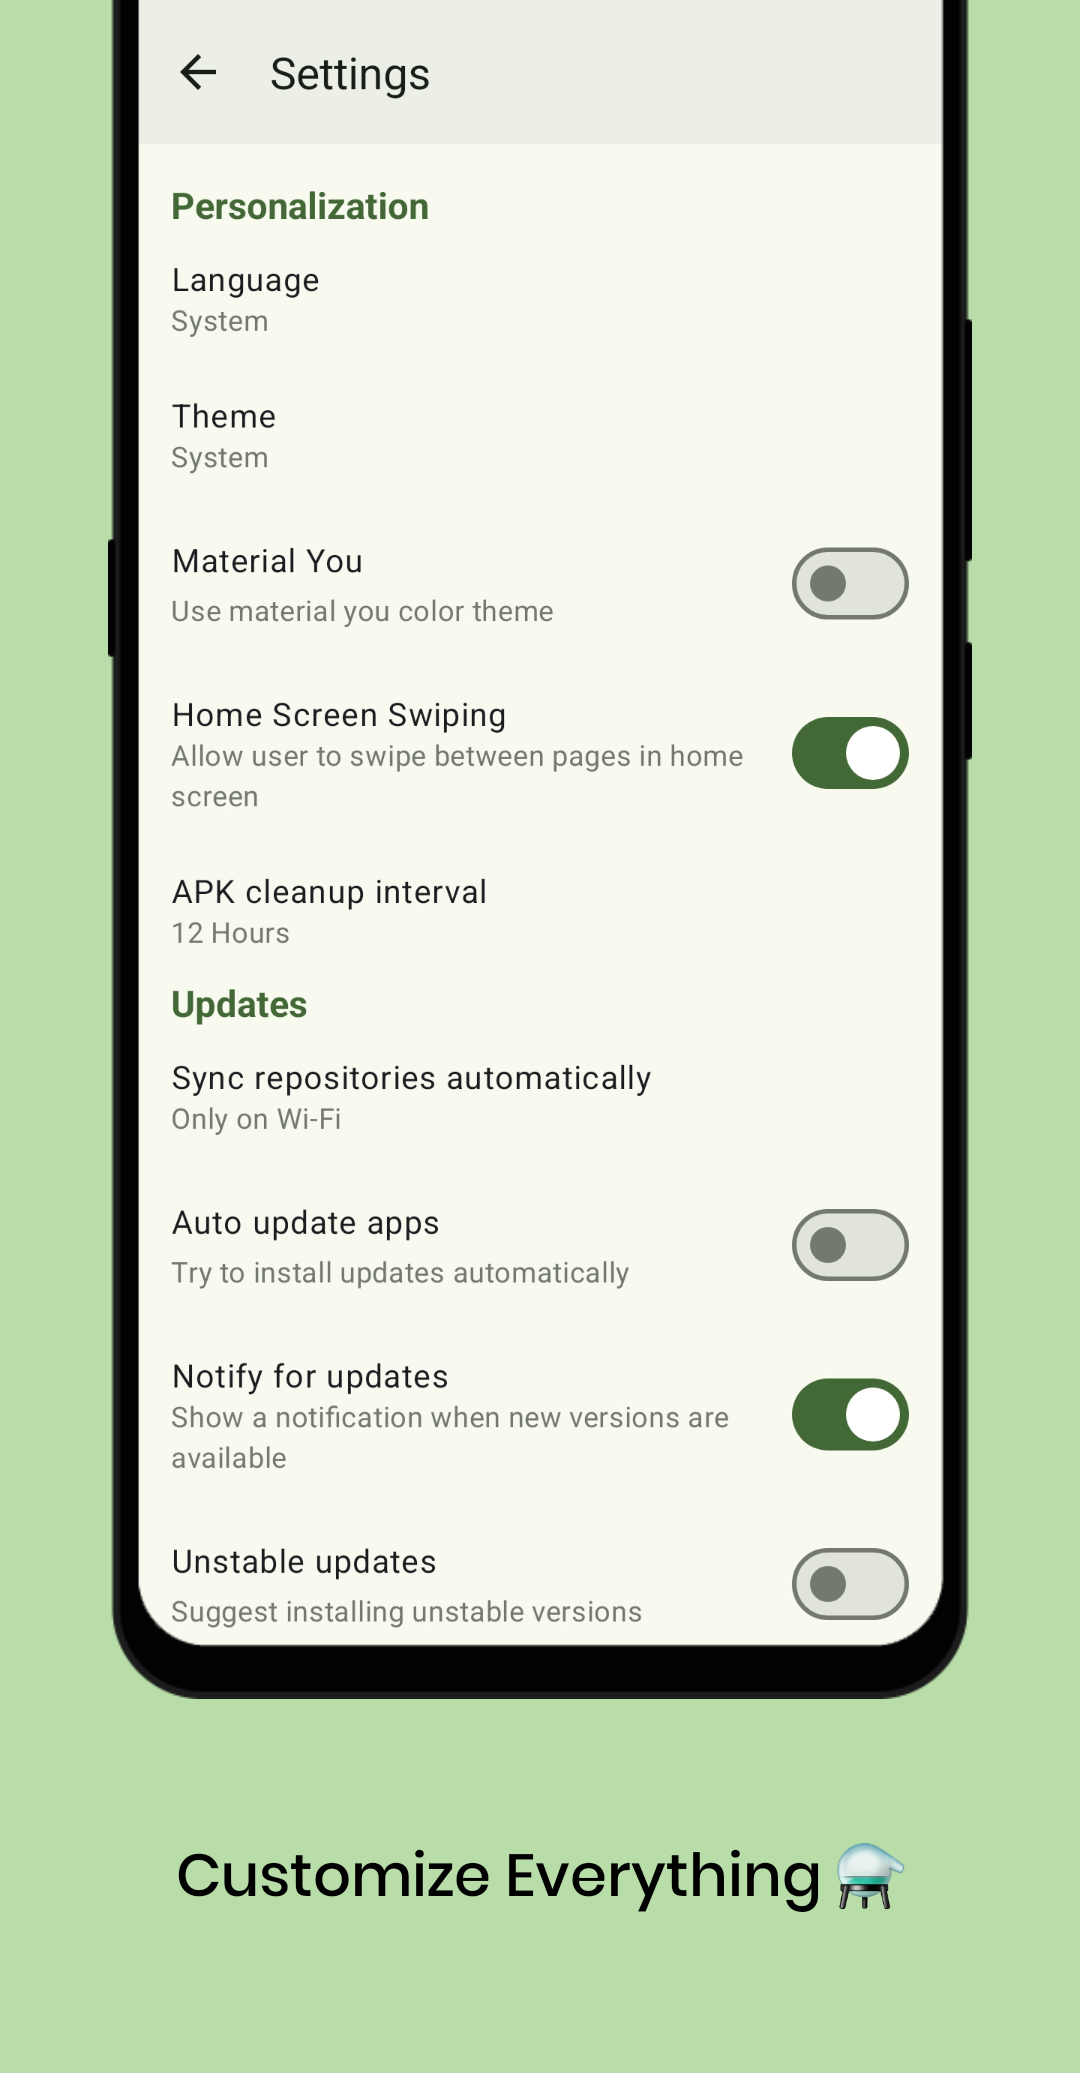 Settings
Personalization
Language
System
Theme
System
Material You
Use material you color theme
Home Screen Swiping
Allow user to swipe between pages in home
screen
APK cleanup interval
12 Hours
Updates
Sync repositories automatically
Only on Wi-Fi
Auto update apps
Try to install updates automatically
Notify for updates
Show a notification when new versions are
available
Unstable updates
Suggest installing unstable versions
Customize Everything